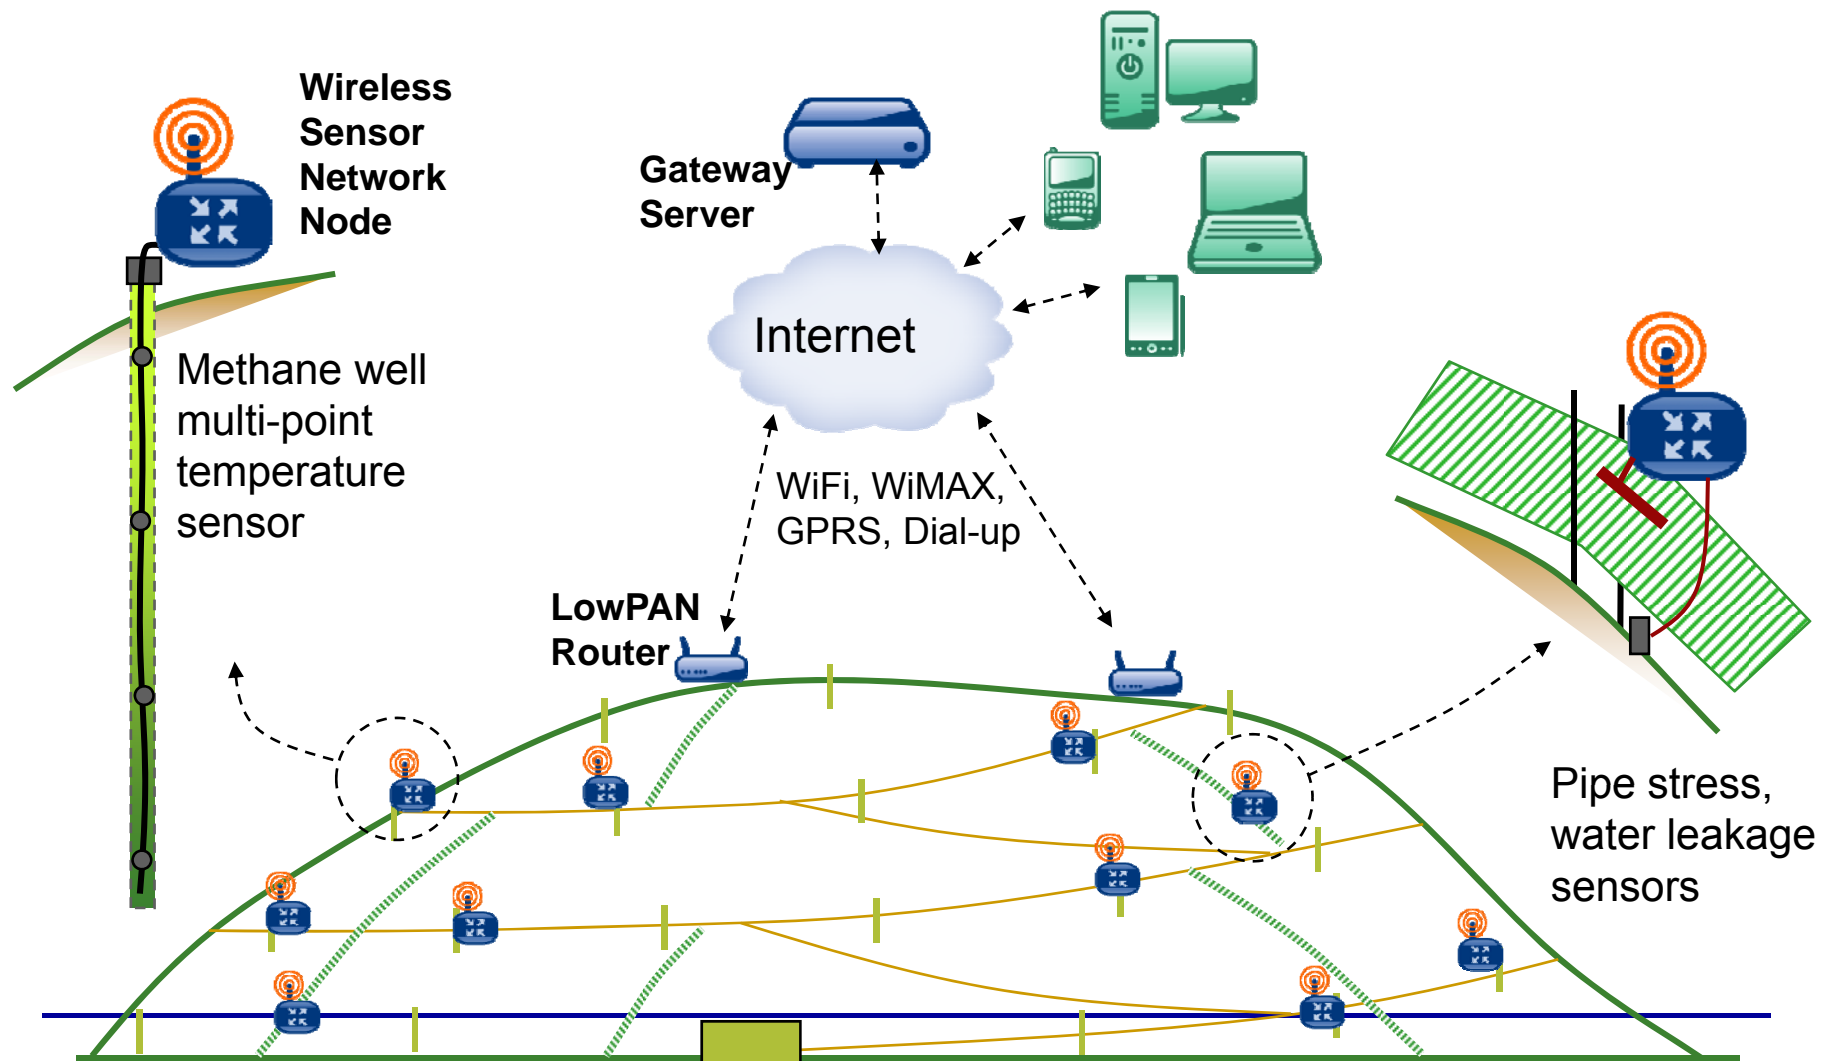 Wireless
Sensor
Network
Node
Gateway
Server
Internet
Methane well
multi-point
temperature
sensor
WiFi, WiMAX,
GPRS, Dial-up
LowPAN
Router
Pipe stress,
water leakage
sensors